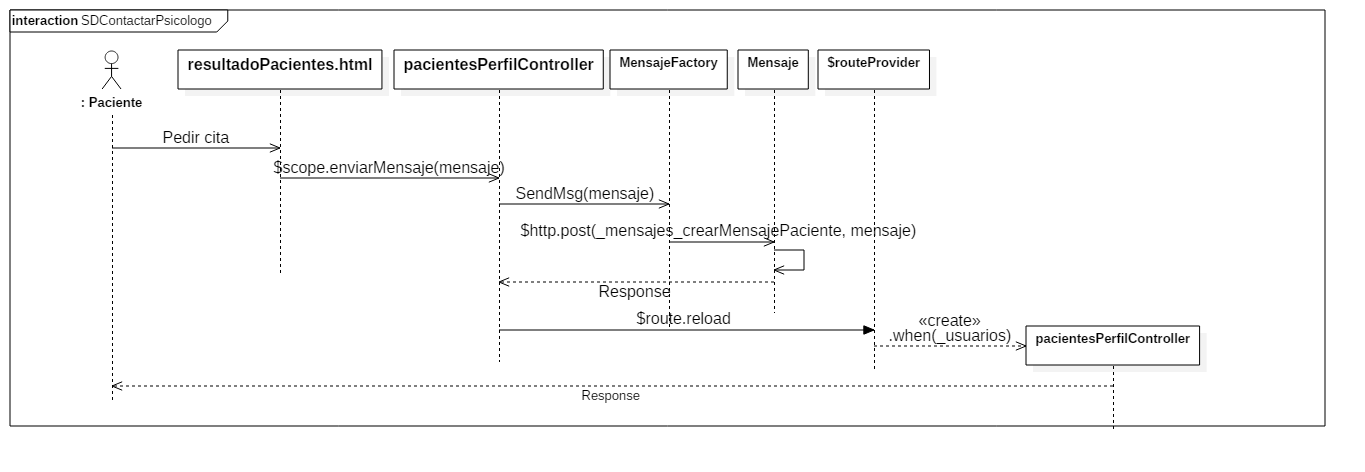 interaction SDContactarPsicologo
: Paciente
resultadoPacientes.html
pacientesPerfilController
MensajeFactory
Mensaje
$routeProvider
Pedir cita
$scope.enviarMensaje(mensaje)
SendMsg(mensaje)
$http.post(_mensajes_crearMensajePaciente, mensaje)
Response
$route.reload
«create»
.when(_usuarios)
pacientesPerfilController
Response